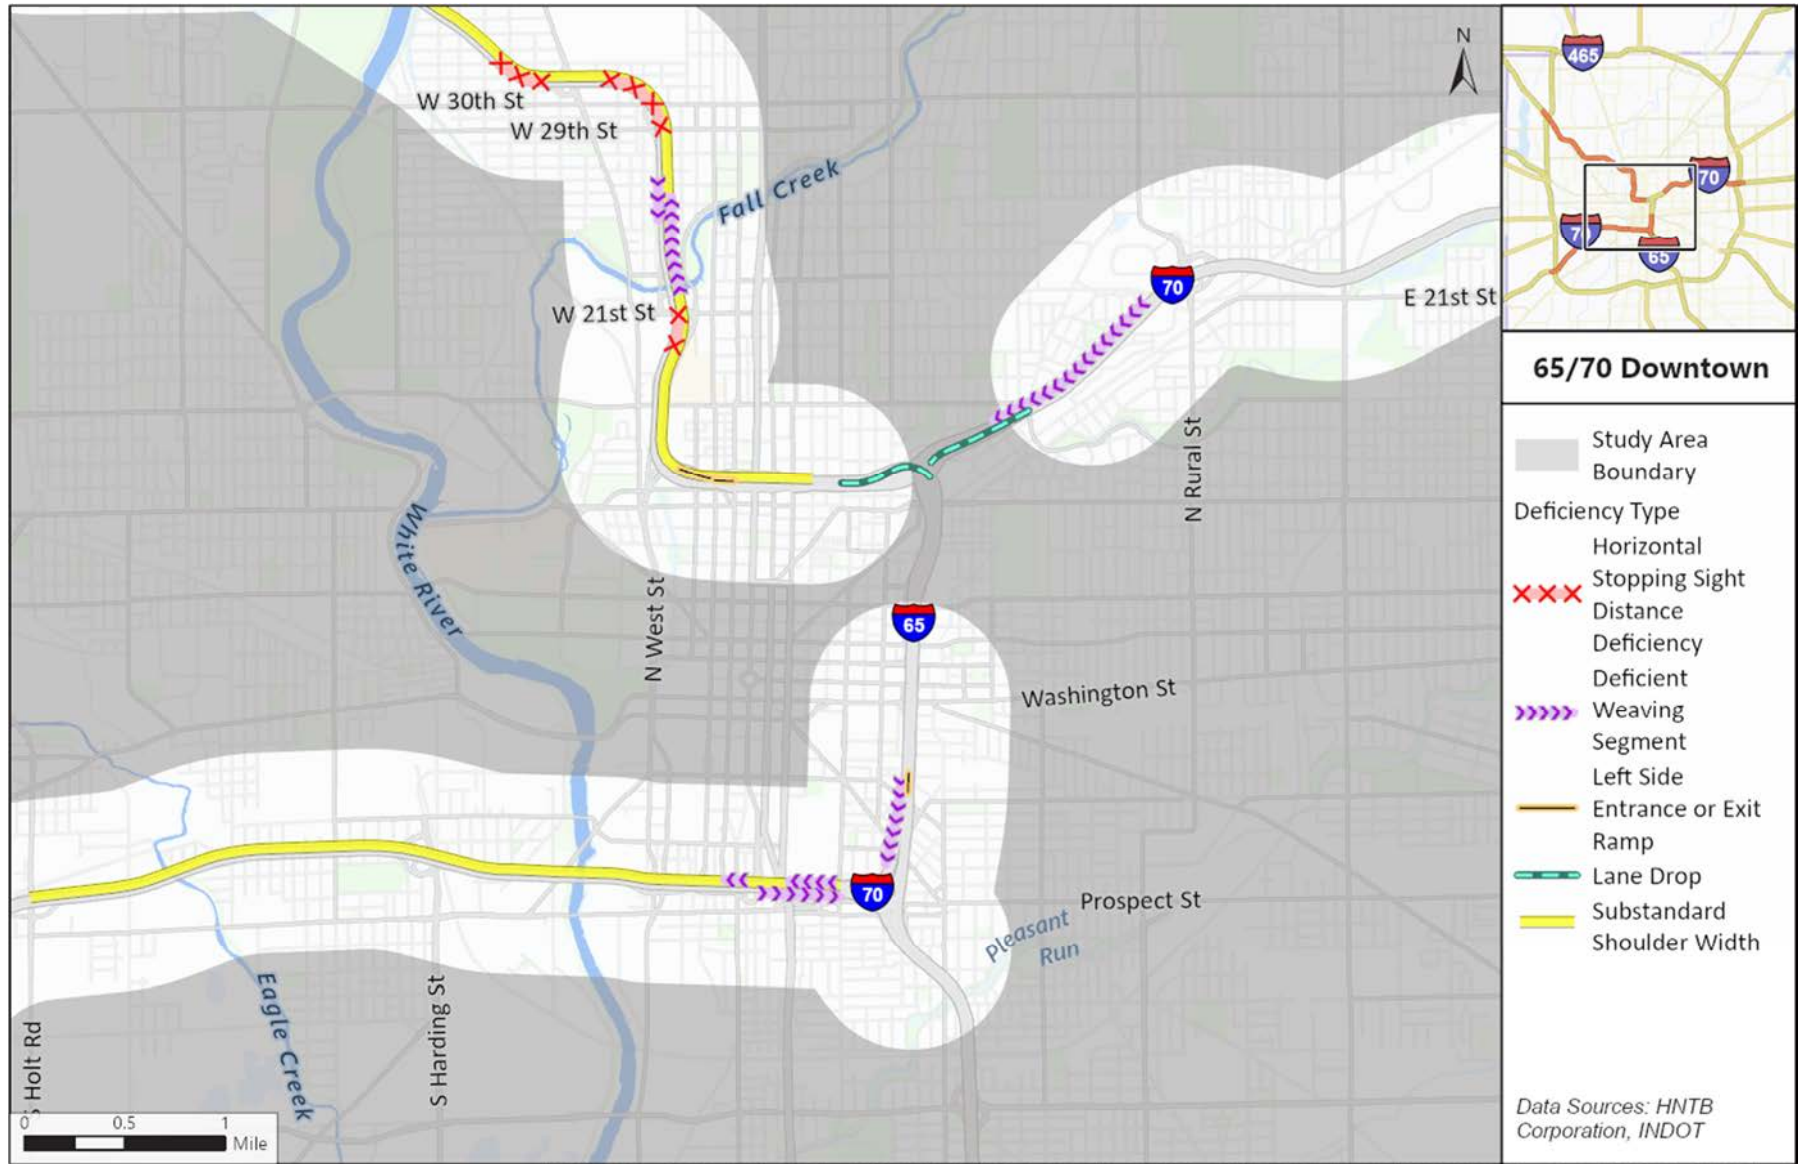 N
W 30th St
W 29th St
Fall Creek
W 21st St
70
E 21st St
N Rural St
White River
N West St
65
Washington St
70
Prospect St
Pleasant
Run
Eagle Creek
S Harding St
S Holt Rd
0 0.5 1
Mile
465
70
70
65
65/70 Downtown
Study Area
Boundary
Deficiency Type
Horizontal
Stopping Sight
Distance
Deficiency
Deficient
Weaving
Segment
Left Side
Entrance or Exit
Ramp
Lane Drop
Substandard
Shoulder Width
Data Sources: HNTB
Corporation, INDOT